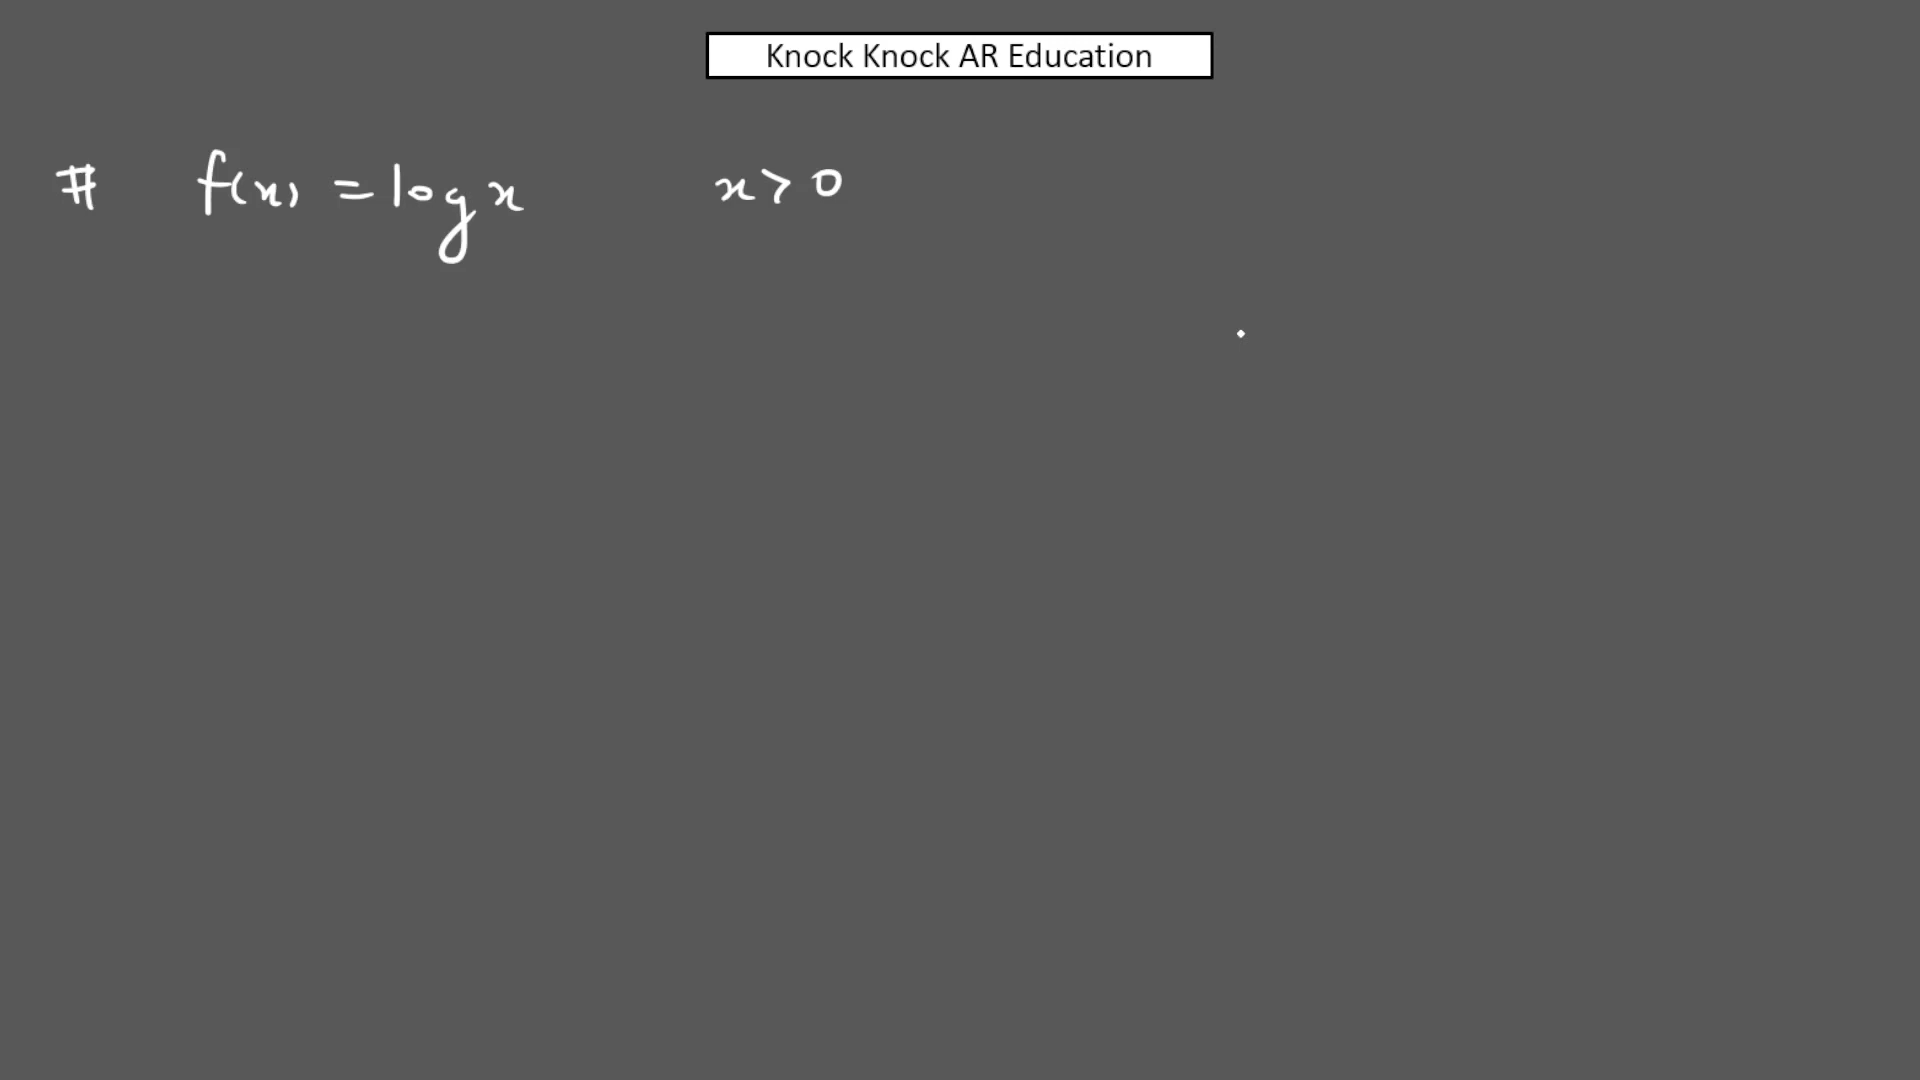 Knock Knock AR Education
# f(x) = log x x > 0